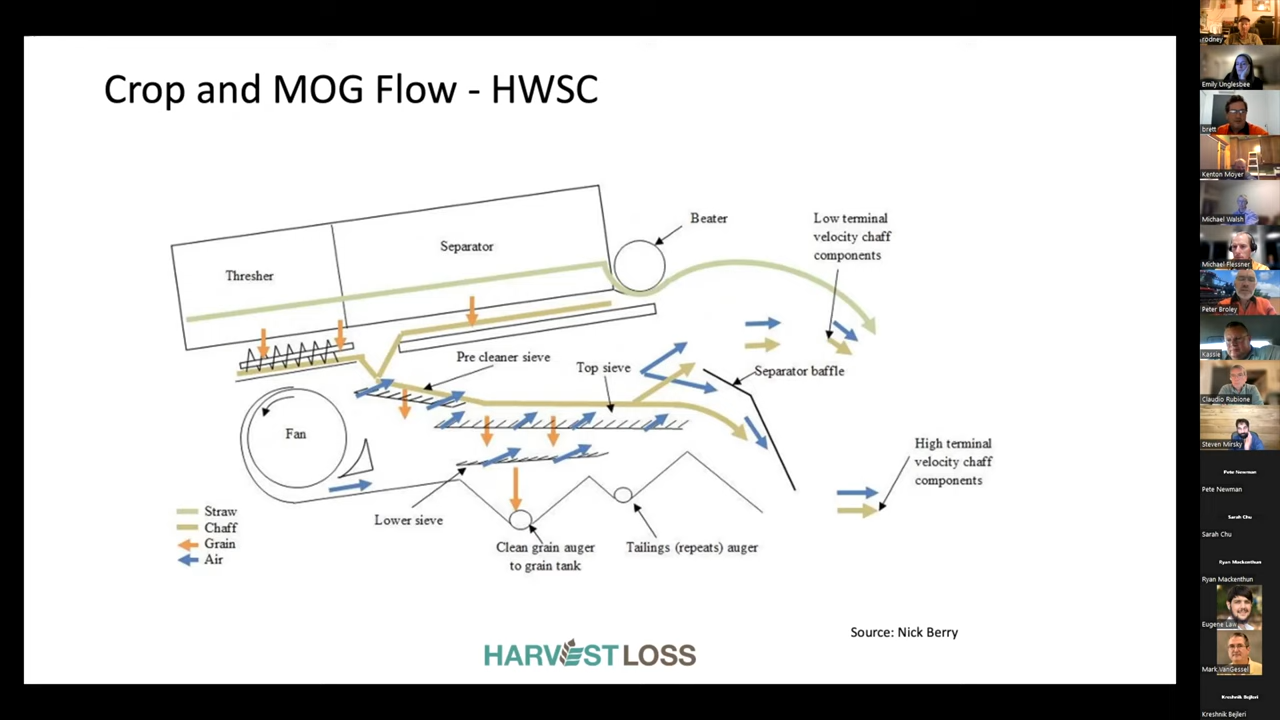 Crop and MOG Flow - HWSC
Beater
Low terminal
velocity chaff
components
Separator
Thresher
Pre cleaner sieve
Top sieve
Separator baffle
Fan
High terminal
velocity chaff
components
Straw
Chaff
Grain
Air
Lower sieve
Clean grain auger
to grain tank
Tailings (repeats) auger
Source: Nick Berry
HARVEST LOSS
rodney
Emily Unglesbee
brett
Kenton Moyer
Michael Walsh
Michael Flessner
Peter Broley
Kassie
Claudio Rubione
Steven Mirsky
Pete Newman
Pete Newman
Sarah Chu
Sarah Chu
Ryan Mackenthun
Ryan Mackenthun
Eugene Law
Mark VanGessel
Kreshnik Bejleri
Kreshnik Bejleri